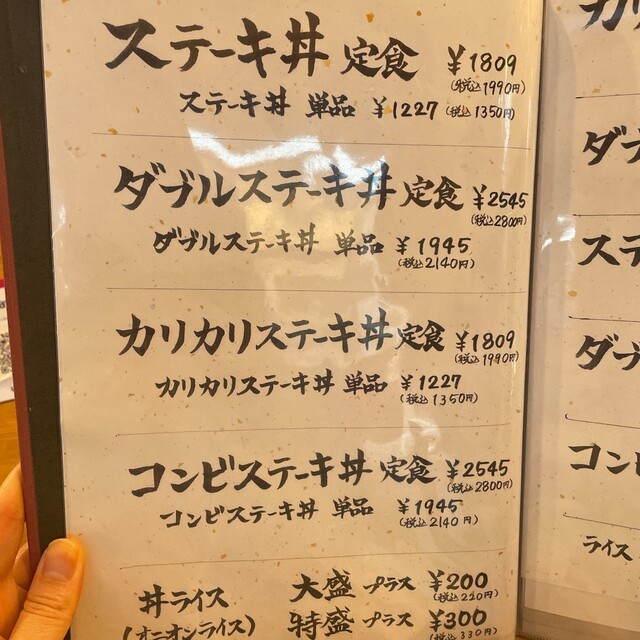 ステーキ丼 定食 ¥1809
(税込1990円)
ステーキ丼 単品 ¥1227 (税込1350円)
ダブルステーキ丼 定食 ¥2545
(税込2800円)
ダブルステーキ丼 単品 ¥1945
(税込2140円)
カリカリステーキ丼 定食 ¥1809
(税込1990円)
カリカリステーキ丼 単品 ¥1227
(税込1350円)
コンビステーキ丼 定食 ¥2545
(税込2800円)
コンビステーキ丼 単品 ¥1945
(税込2140円)
丼ライス 大盛 プラス ¥200
(税込220円)
(オニオンライス) 特盛 プラス ¥300
(税込330円)
カリ
ダブ
ステ
ダブ
コンビ
ライス